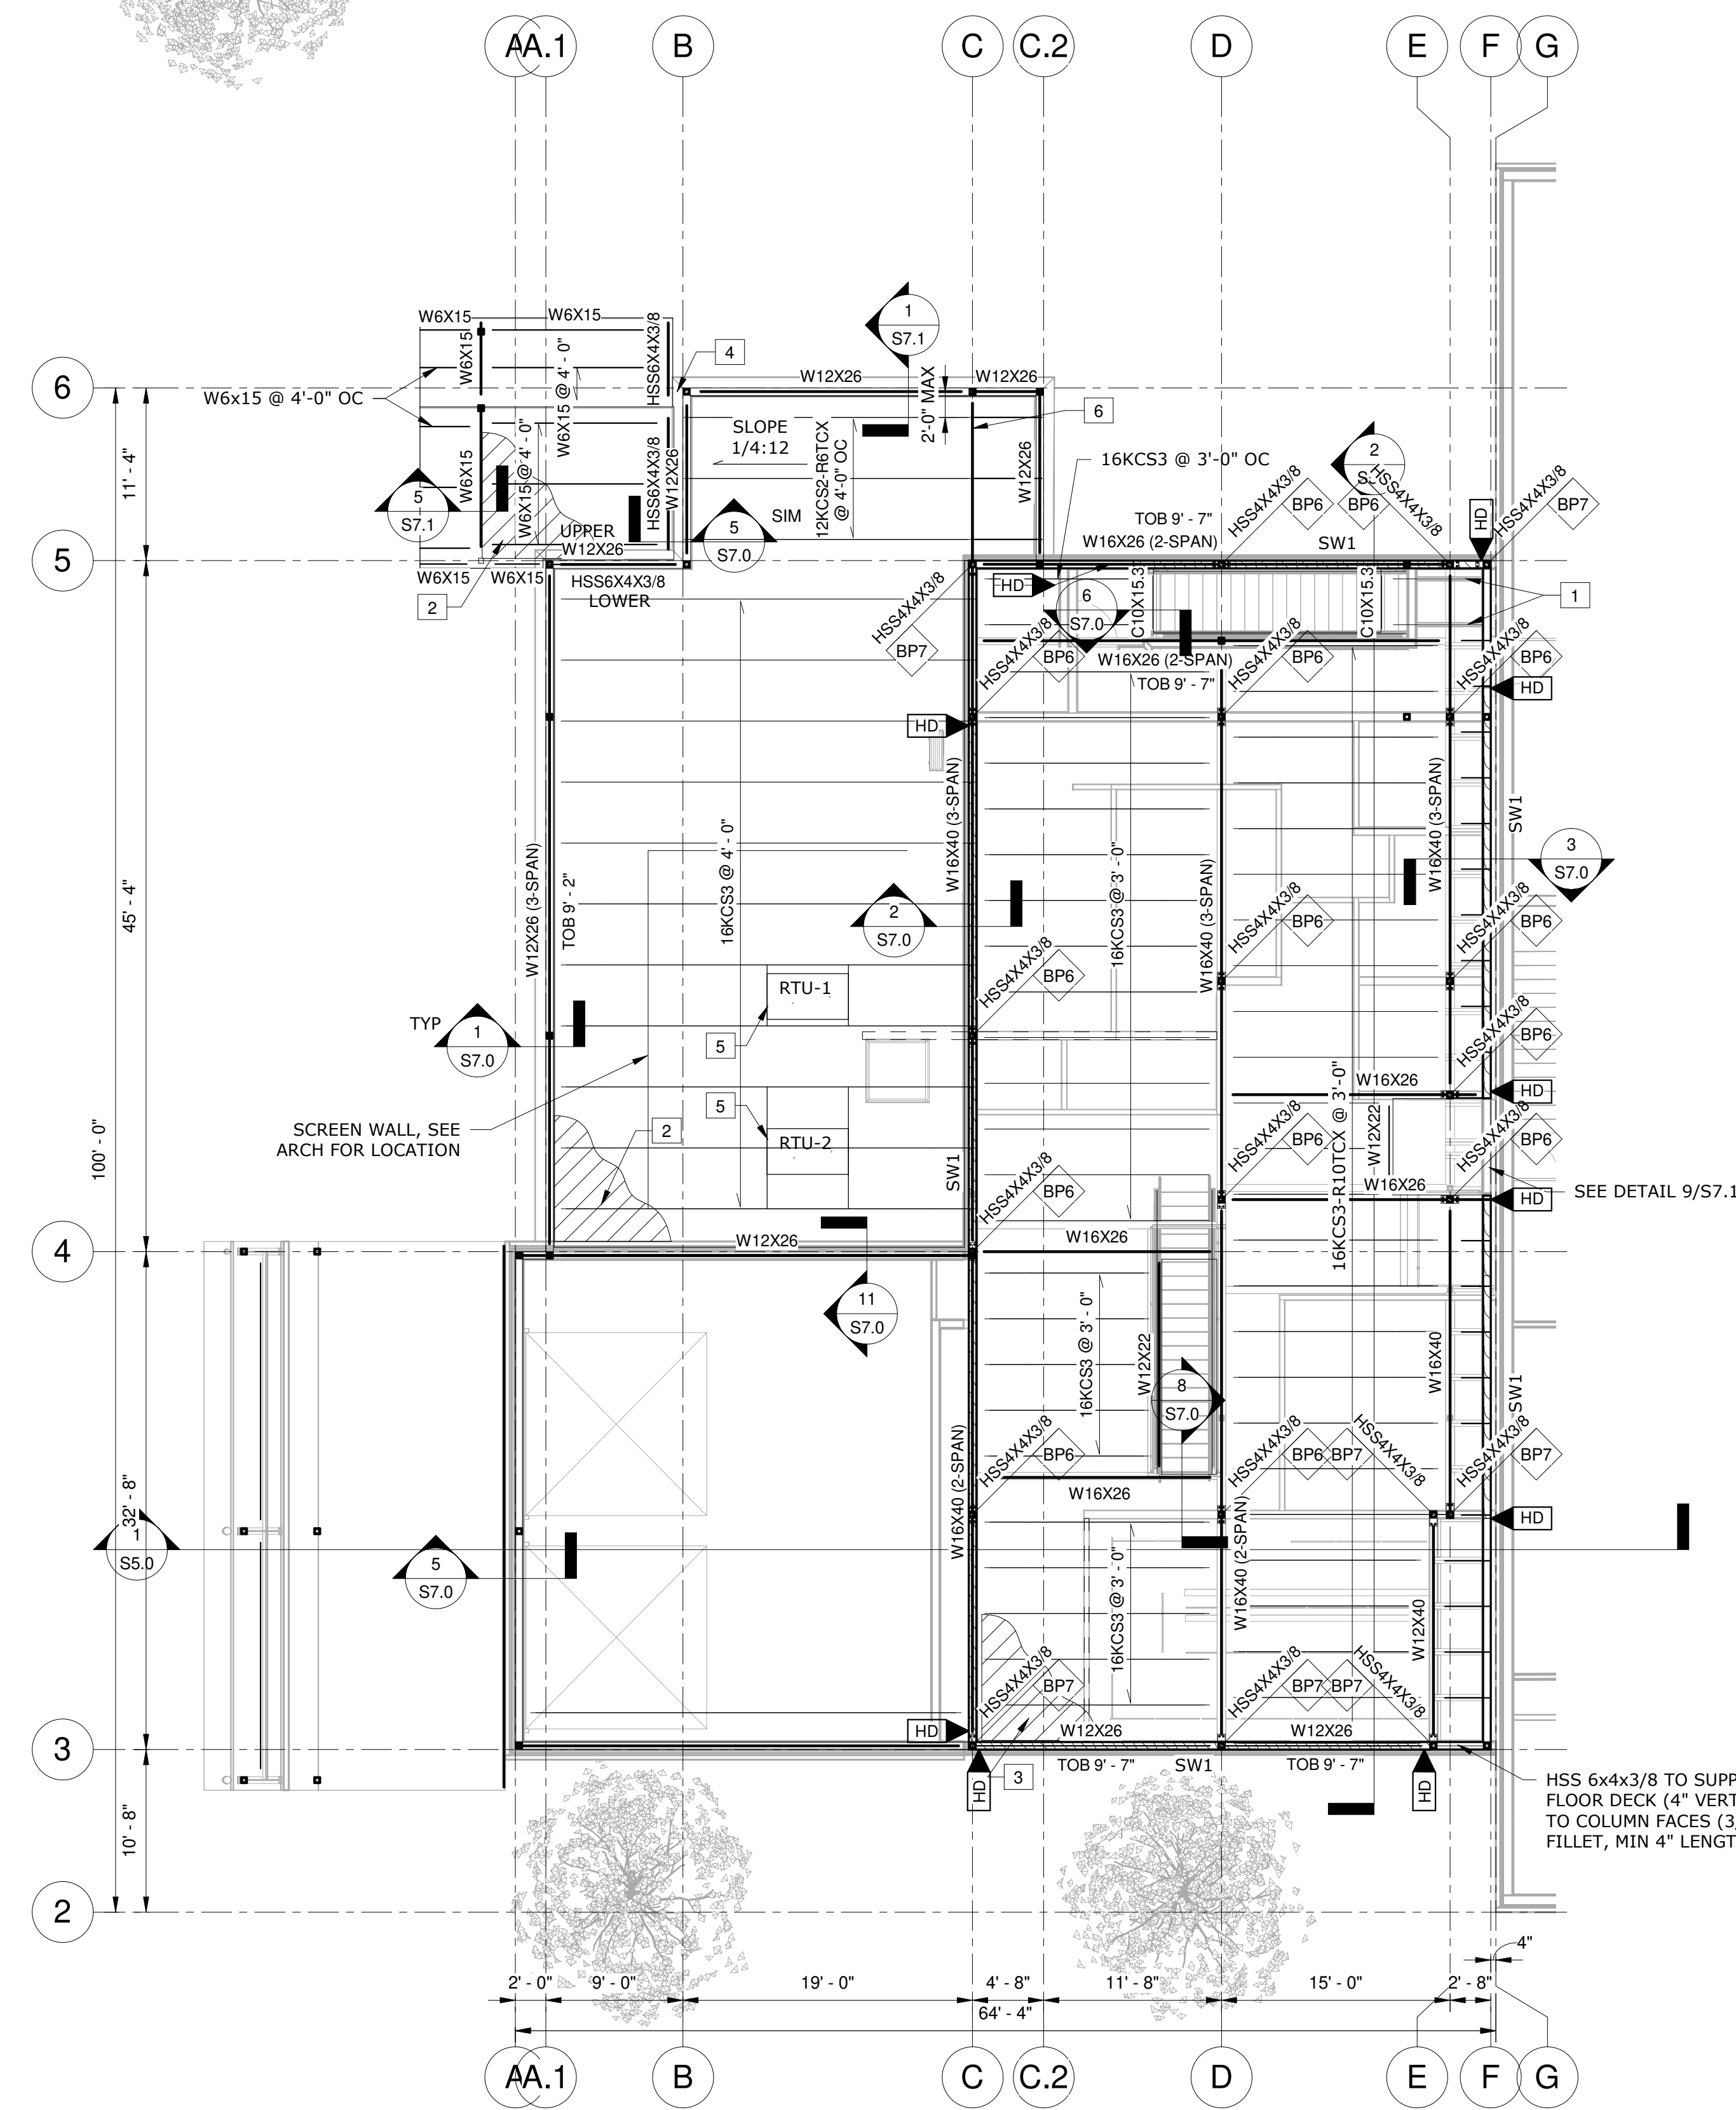 A A.1 B C C.2 D E F G
1
S7.1
W6X15 W6X15
W6X15
W6X15 @ 4' - 0"
HSS6X4X3/8
4
6
W6x15 @ 4'-0" OC
W12X26 W12X26
2'-0" MAX
6
SLOPE
1/4:12
12KCS2-R6TCX
@ 4'-0" OC
W12X26
16KCS3 @ 3'-0" OC
2
HSS4X4X3/8
BP6
BP6
HSS4X4X3/8
HD
HSS4X4X3/8
BP7
11' - 4"
W6X15
W6X15 @ 4' - 0"
HSS6X4X3/8
W12X26
5
S7.1
UPPER
W12X26
5
S7.0
SIM
TOB 9' - 7"
W16X26 (2-SPAN)
SW1
5
W6X15 W6X15
HSS6X4X3/8
LOWER
2
HD
6
S7.0
C10X15.3
C10X15.3
1
HSS4X4X3/8
BP7
HSS4X4X3/8
BP6
W16X26 (2-SPAN)
TOB 9' - 7"
HSS4X4X3/8
BP6
HSS4X4X3/8
BP6
HD
HD
45' - 4"
W12X26 (3-SPAN)
TOB 9' - 2"
16KCS3 @ 4' - 0"
W16X40 (3-SPAN)
16KCS3 @ 3' - 0"
W16X40 (3-SPAN)
W16X40 (3-SPAN)
SW1
3
S7.0
2
S7.0
HSS4X4X3/8
BP6
HSS4X4X3/8
BP6
HSS4X4X3/8
BP6
RTU-1
TYP
1
S7.0
5
HSS4X4X3/8
BP6
W16X26
HD
100' - 0"
SCREEN WALL, SEE
ARCH FOR LOCATION
5
2
RTU-2
SW1
HSS4X4X3/8
BP6
HSS4X4X3/8
BP6
16KCS3-R10TCX @ 3'-0"
W12X22
HSS4X4X3/8
BP6
W16X26
HD
SEE DETAIL 9/S7.1
4
W12X26
W16X26
11
S7.0
16KCS3 @ 3' - 0"
W12X22
8
S7.0
W16X40
SW1
32' - 8"
1
S5.0
5
S7.0
W16X40 (2-SPAN)
HSS4X4X3/8
BP6
W16X26
HSS4X4X3/8
BP6
BP7
HSS4X4X3/8
HSS4X4X3/8
BP7
HD
16KCS3 @ 3' - 0"
W16X40 (2-SPAN)
W12X40
HSS4X4X3/8
BP7
HSS4X4X3/8
BP7
BP7
HSS4X4X3/8
3
HD
W12X26
W12X26
TOB 9' - 7"
SW1
TOB 9' - 7"
HD
3
HD
HSS 6x4x3/8 TO SUPP
FLOOR DECK (4" VERT
TO COLUMN FACES (3
FILLET, MIN 4" LENGT
10' - 8"
2
4"
2' - 0" 9' - 0" 19' - 0" 4' - 8" 11' - 8" 15' - 0" 2' - 8"
64' - 4"
A A.1 B C C.2 D E F G